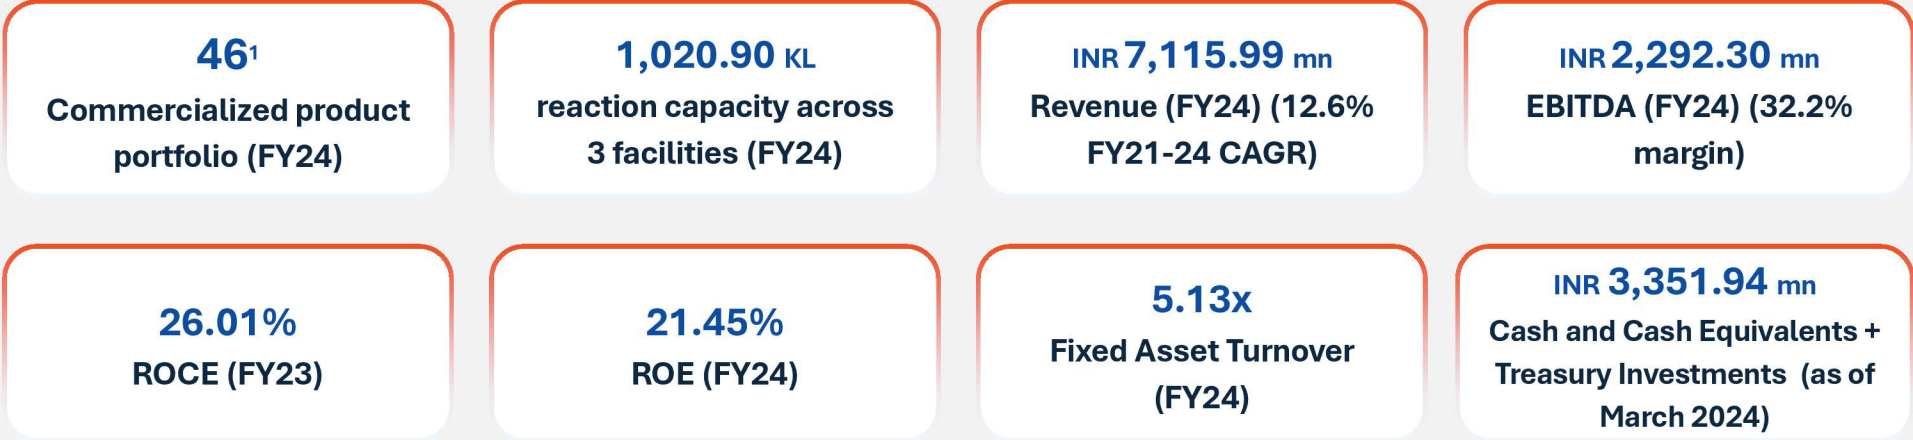 46¹
Commercialized product
portfolio (FY24)
1,020.90 KL
reaction capacity across
3 facilities (FY24)
INR 7,115.99 mn
Revenue (FY24) (12.6%
FY21-24 CAGR)
INR 2,292.30 mn
EBITDA (FY24) (32.2%
margin)
26.01%
ROCE (FY23)
21.45%
ROE (FY24)
5.13x
Fixed Asset Turnover
(FY24)
INR 3,351.94 mn
Cash and Cash Equivalents +
Treasury Investments (as of
March 2024)